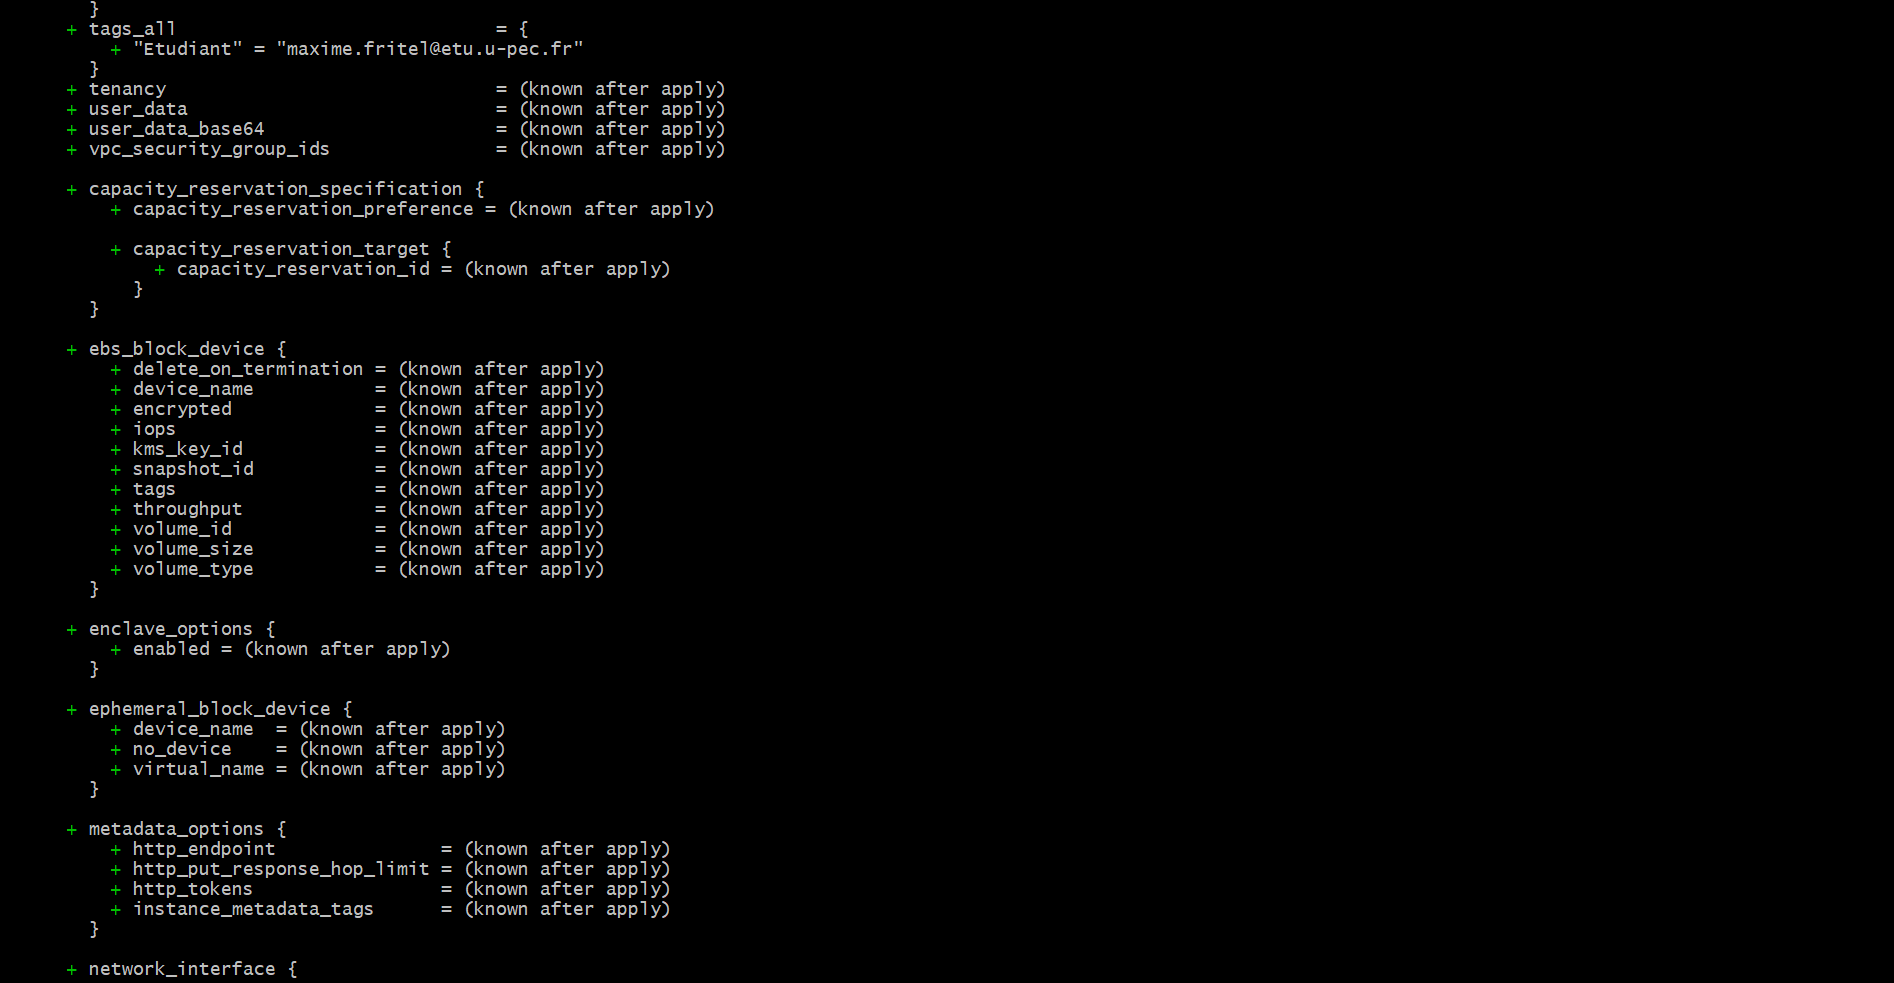 }
+ tags_all = {
+ "Etudiant" = "maxime.fritel@etu.u-pec.fr"
}
+ tenancy = (known after apply)
+ user_data = (known after apply)
+ user_data_base64 = (known after apply)
+ vpc_security_group_ids = (known after apply)
+ capacity_reservation_specification {
+ capacity_reservation_preference = (known after apply)
+ capacity_reservation_target {
+ capacity_reservation_id = (known after apply)
}
}
+ ebs_block_device {
+ delete_on_termination = (known after apply)
+ device_name = (known after apply)
+ encrypted = (known after apply)
+ iops = (known after apply)
+ kms_key_id = (known after apply)
+ snapshot_id = (known after apply)
+ tags = (known after apply)
+ throughput = (known after apply)
+ volume_id = (known after apply)
+ volume_size = (known after apply)
+ volume_type = (known after apply)
}
+ enclave_options {
+ enabled = (known after apply)
}
+ ephemeral_block_device {
+ device_name = (known after apply)
+ no_device = (known after apply)
+ virtual_name = (known after apply)
}
+ metadata_options {
+ http_endpoint = (known after apply)
+ http_put_response_hop_limit = (known after apply)
+ http_tokens = (known after apply)
+ instance_metadata_tags = (known after apply)
}
+ network_interface {